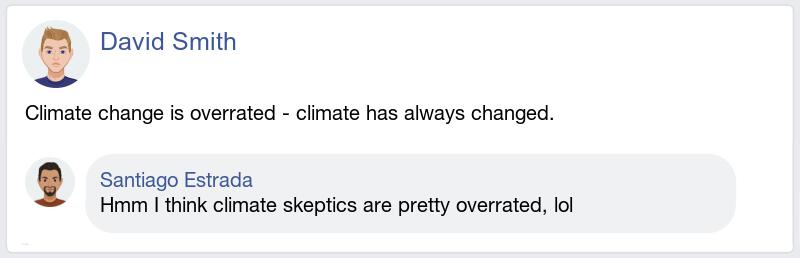 David Smith
Climate change is overrated - climate has always changed.
Santiago Estrada
Hmm I think climate skeptics are pretty overrated, lol